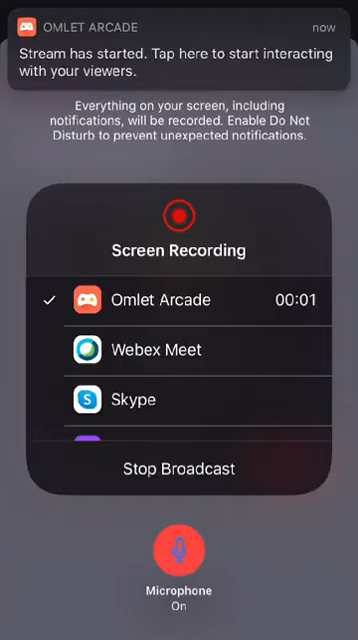 OMLET ARCADE now
Stream has started. Tap here to start interacting
with your viewers.
Everything on your screen, including
notifications, will be recorded. Enable Do Not
Disturb to prevent unexpected notifications.
Screen Recording
Omlet Arcade 00:01
Webex Meet
Skype
Stop Broadcast
Microphone
On